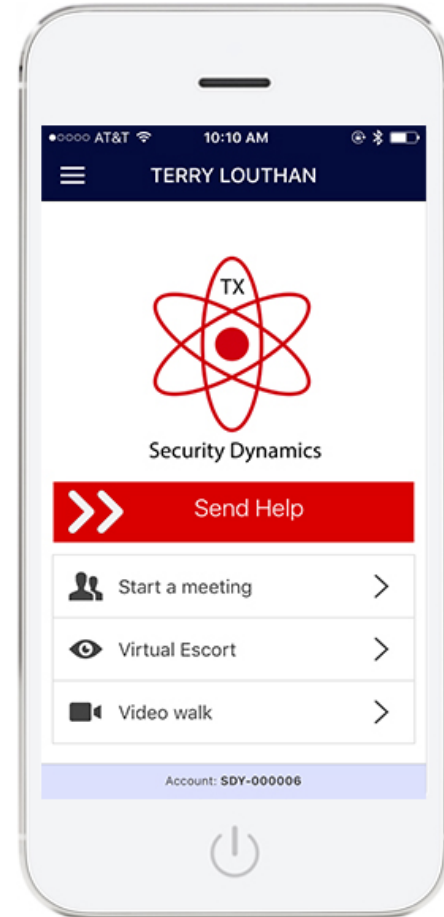 AT&T 10:10 AM
TERRY LOUTHAN
TX
Security Dynamics
Send Help
Start a meeting
Virtual Escort
Video walk
Account: SDY-000006